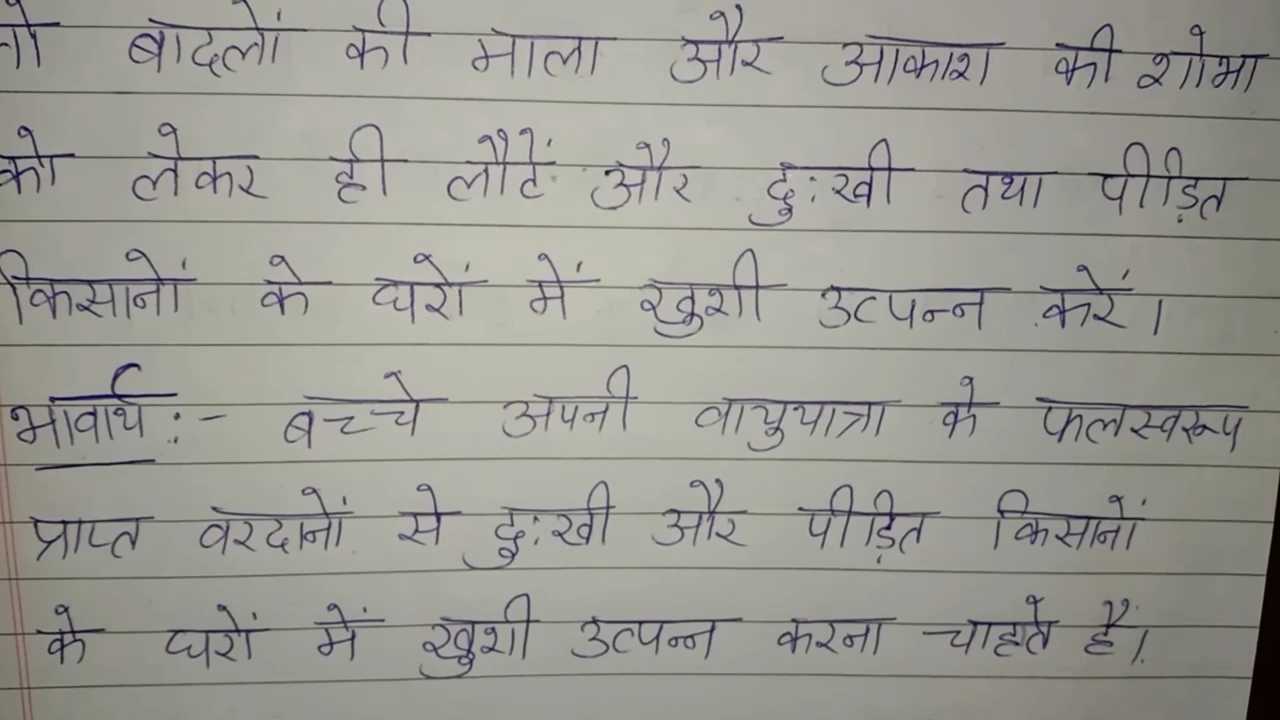 बादलों की माला और आकाश की शोभा
को लेकर ही लौटें और दुःखी तथा पीड़ित
किसानों के घरों में खुशी उत्पन्न करें।
भावार्थ :- बच्चे अपनी वायुयात्रा के फलस्वरूप
प्राप्त वरदानों से दुःखी और पीड़ित किसानों
के घरों में खुशी उत्पन्न करना चाहते हैं।